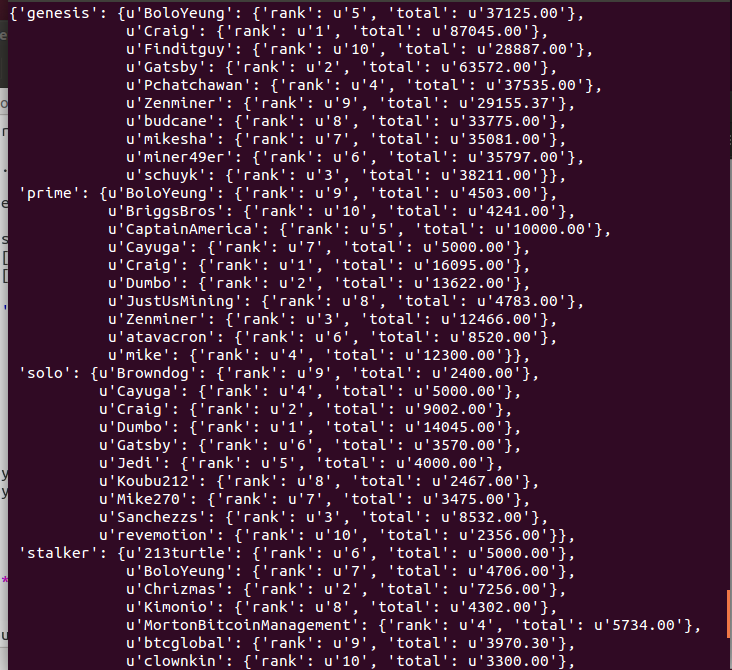 {'genesis': {u'BoloYeung': {'rank': u'5', 'total': u'37125.00'},
u'Craig': {'rank': u'1', 'total': u'87045.00'},
u'Finditguy': {'rank': u'10', 'total': u'28887.00'},
u'Gatsby': {'rank': u'2', 'total': u'63572.00'},
u'Pchatchawan': {'rank': u'4', 'total': u'37535.00'},
u'Zenminer': {'rank': u'9', 'total': u'29155.37'},
u'budcane': {'rank': u'8', 'total': u'33775.00'},
u'mikesha': {'rank': u'7', 'total': u'35081.00'},
u'miner49er': {'rank': u'6', 'total': u'35797.00'},
u'schuyk': {'rank': u'3', 'total': u'38211.00'}},
'prime': {u'BoloYeung': {'rank': u'9', 'total': u'4503.00'},
u'BriggsBros': {'rank': u'10', 'total': u'4241.00'},
u'CaptainAmerica': {'rank': u'5', 'total': u'10000.00'},
u'Cayuga': {'rank': u'7', 'total': u'5000.00'},
u'Craig': {'rank': u'1', 'total': u'16095.00'},
u'Dumbo': {'rank': u'2', 'total': u'13622.00'},
u'JustUsMining': {'rank': u'8', 'total': u'4783.00'},
u'Zenminer': {'rank': u'3', 'total': u'12466.00'},
u'atavacron': {'rank': u'6', 'total': u'8520.00'},
u'mike': {'rank': u'4', 'total': u'12300.00'}},
'solo': {u'Browndog': {'rank': u'9', 'total': u'2400.00'},
u'Cayuga': {'rank': u'4', 'total': u'5000.00'},
u'Craig': {'rank': u'2', 'total': u'9002.00'},
u'Dumbo': {'rank': u'1', 'total': u'14045.00'},
u'Gatsby': {'rank': u'6', 'total': u'3570.00'},
u'Jedi': {'rank': u'5', 'total': u'4000.00'},
u'Koubu212': {'rank': u'8', 'total': u'2467.00'},
u'Mike270': {'rank': u'7', 'total': u'3475.00'},
u'Sanchezzs': {'rank': u'3', 'total': u'8532.00'},
u'revemotion': {'rank': u'10', 'total': u'2356.00'}},
'stalker': {u'213turtle': {'rank': u'6', 'total': u'5000.00'},
u'BoloYeung': {'rank': u'7', 'total': u'4706.00'},
u'Chrizmas': {'rank': u'2', 'total': u'7256.00'},
u'Kimonio': {'rank': u'8', 'total': u'4302.00'},
u'MortonBitcoinManagement': {'rank': u'4', 'total': u'5734.00'},
u'btcglobal': {'rank': u'9', 'total': u'3970.30'},
u'clownkin': {'rank': u'10', 'total': u'3300.00'},